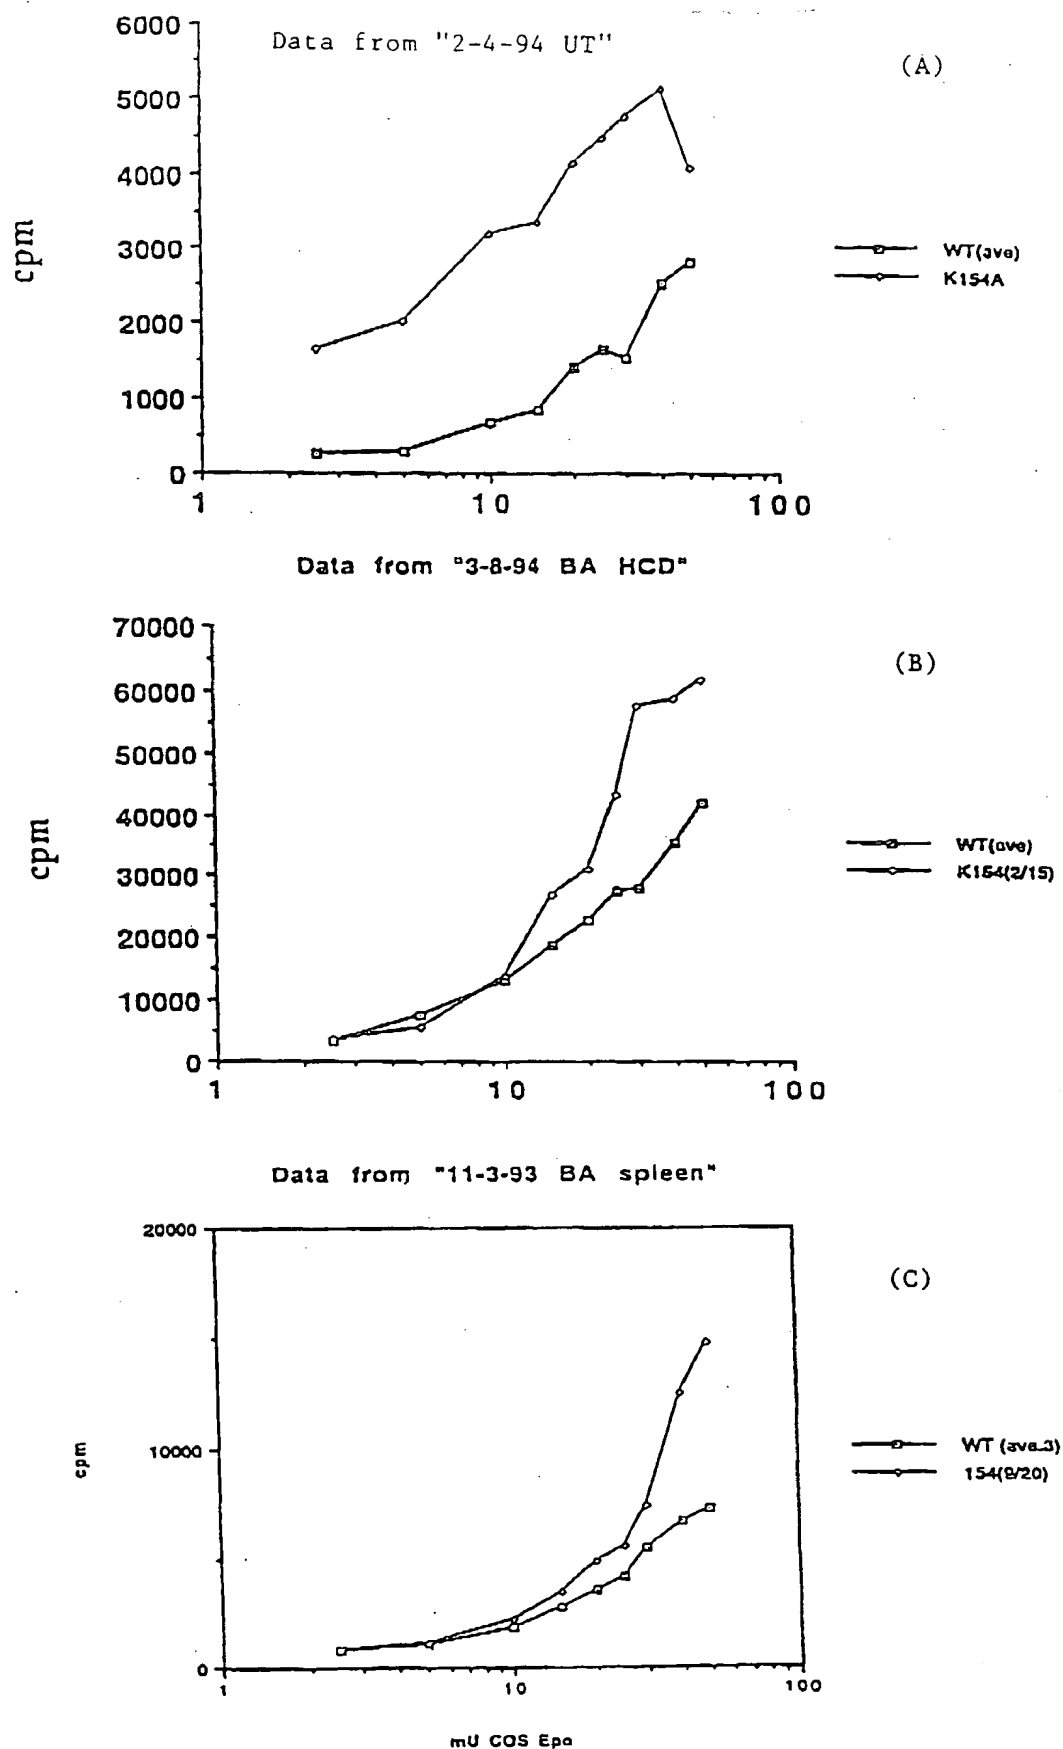 6000
Data from "2-4-94 UT"
(A)
5000
4000
3000
2000
1000
0
cpm
WT(ave)
K154A
1
10
100
Data from "3-8-94 BA HCD"
70000
(B)
60000
50000
40000
30000
20000
10000
0
cpm
WT(ave)
K154(2/15)
1
10
100
Data from "11-3-93 BA spleen"
20000
(C)
10000
0
cpm
WT (ave.3)
154(9/20)
1
10
100
mU COS Epo